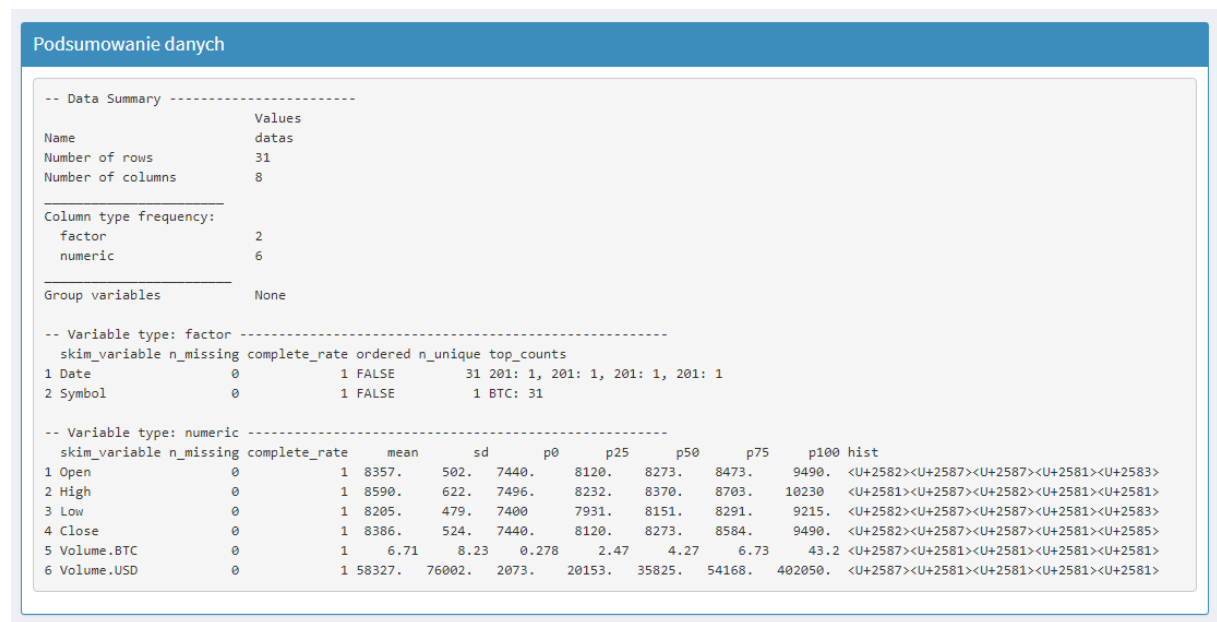 Podsumowanie danych
-- Data Summary ------------------------
                           Values
Name                       datas
Number of rows             31
Number of columns          8
_______________________
Column type frequency:
  factor                   2
  numeric                  6
________________________
Group variables            None
-- Variable type: factor ------------------------------------------------------
  skim_variable n_missing complete_rate ordered n_unique top_counts
1 Date                  0             1 FALSE         31 201: 1, 201: 1, 201: 1, 201: 1
2 Symbol                0             1 FALSE          1 BTC: 31
-- Variable type: numeric -----------------------------------------------------
  skim_variable n_missing complete_rate     mean       sd       p0      p25      p50      p75     p100 hist
1 Open                  0             1  8357.     502.   7440.     8120.    8273.    8473.     9490.  <U+2582><U+2587><U+2587><U+2581><U+2583>
2 High                  0             1  8590.     622.   7496.     8232.    8370.    8703.    10230   <U+2581><U+2587><U+2582><U+2581><U+2581>
3 Low                   0             1  8205.     479.   7400      7931.    8151.    8291.     9215.  <U+2582><U+2587><U+2587><U+2581><U+2583>
4 Close                 0             1  8386.     524.   7440.     8120.    8273.    8584.     9490.  <U+2582><U+2587><U+2581><U+2581><U+2585>
5 Volume.BTC            0             1     6.71     8.23    0.278     2.47     4.27     6.73     43.2 <U+2587><U+2581><U+2581><U+2581><U+2581>
6 Volume.USD            0             1 58327.   76002.   2073.    20153.   35825.   54168.   402050.  <U+2587><U+2581><U+2581><U+2581><U+2581>